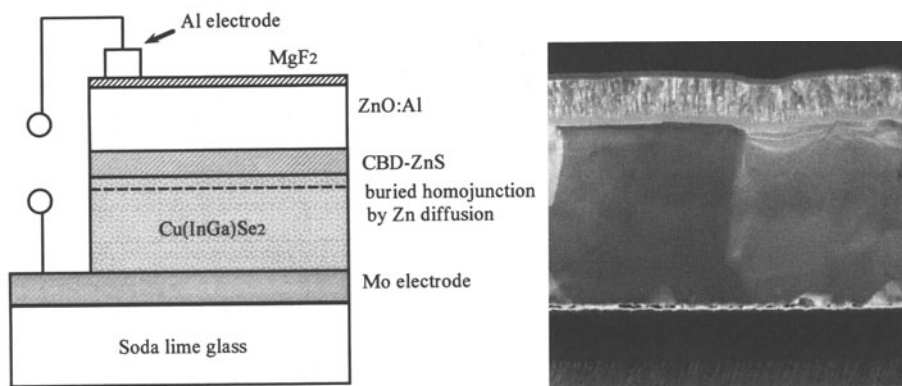 Al electrode
MgF2
ZnO:Al
CBD-ZnS
buried homojunction
by Zn diffusion
Cu(InGa)Se2
Mo electrode
Soda lime glass